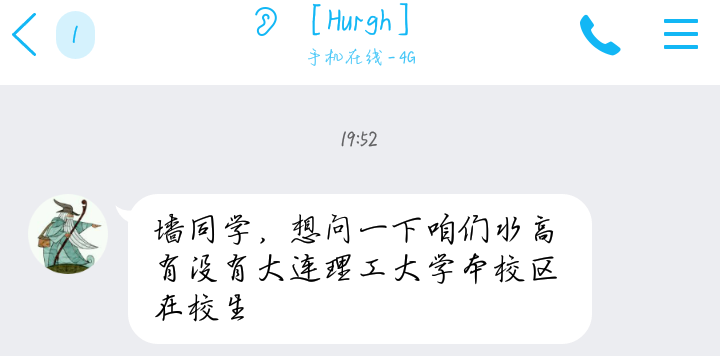 1
[Hurgh]
手机在线-4G
19:52
墙同学，想问一下咱们水高
有没有大连理工大学本校区
在校生